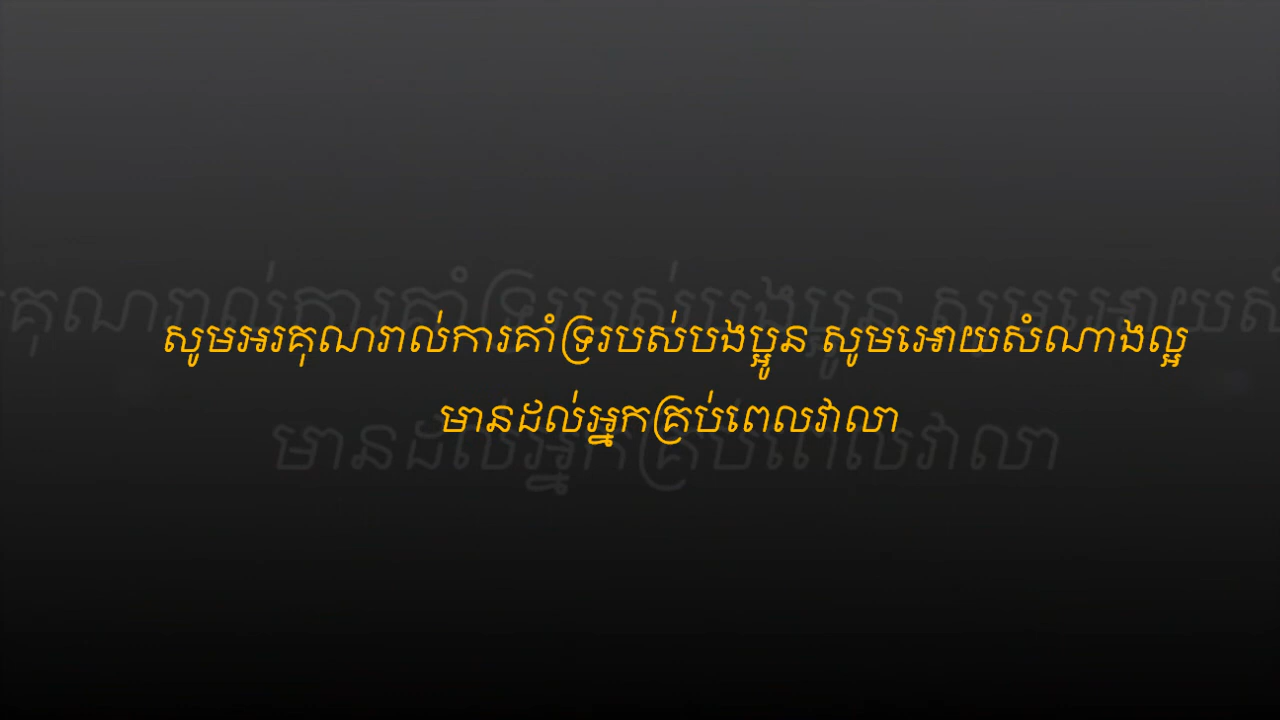 សូមអរគុណរាល់ការគាំទ្ររបស់បងប្អូន សូមអោយសំណាងល្អ
មានដល់អ្នកគ្រប់ពេលវាលា